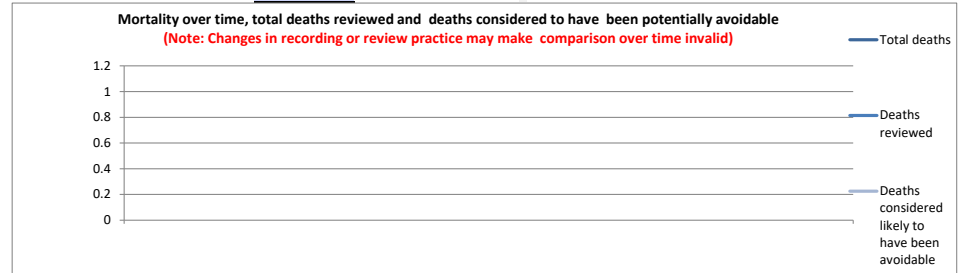 Mortality over time, total deaths reviewed and deaths considered to have been potentially avoidable
(Note: Changes in recording or review practice may make comparison over time invalid)
1.2
1
0.8
0.6
0.4
0.2
0
Total deaths
Deaths
reviewed
Deaths
considered
likely to
have been
avoidable